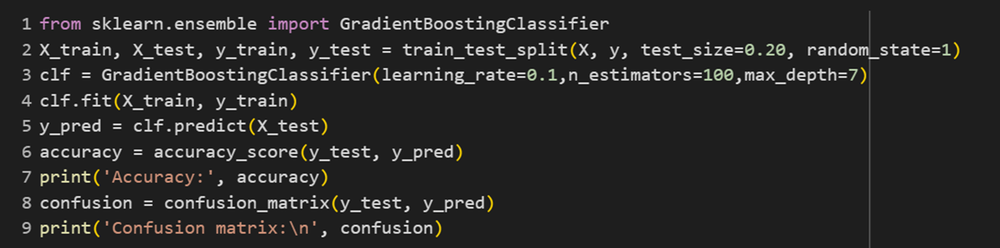 1 from sklearn.ensemble import GradientBoostingClassifier
2 X_train, X_test, y_train, y_test = train_test_split(X, y, test_size=0.20, random_state=1)
3 clf = GradientBoostingClassifier(learning_rate=0.1,n_estimators=100,max_depth=7)
4 clf.fit(X_train, y_train)
5 y_pred = clf.predict(X_test)
6 accuracy = accuracy_score(y_test, y_pred)
7 print('Accuracy:', accuracy)
8 confusion = confusion_matrix(y_test, y_pred)
9 print('Confusion matrix:\n', confusion)